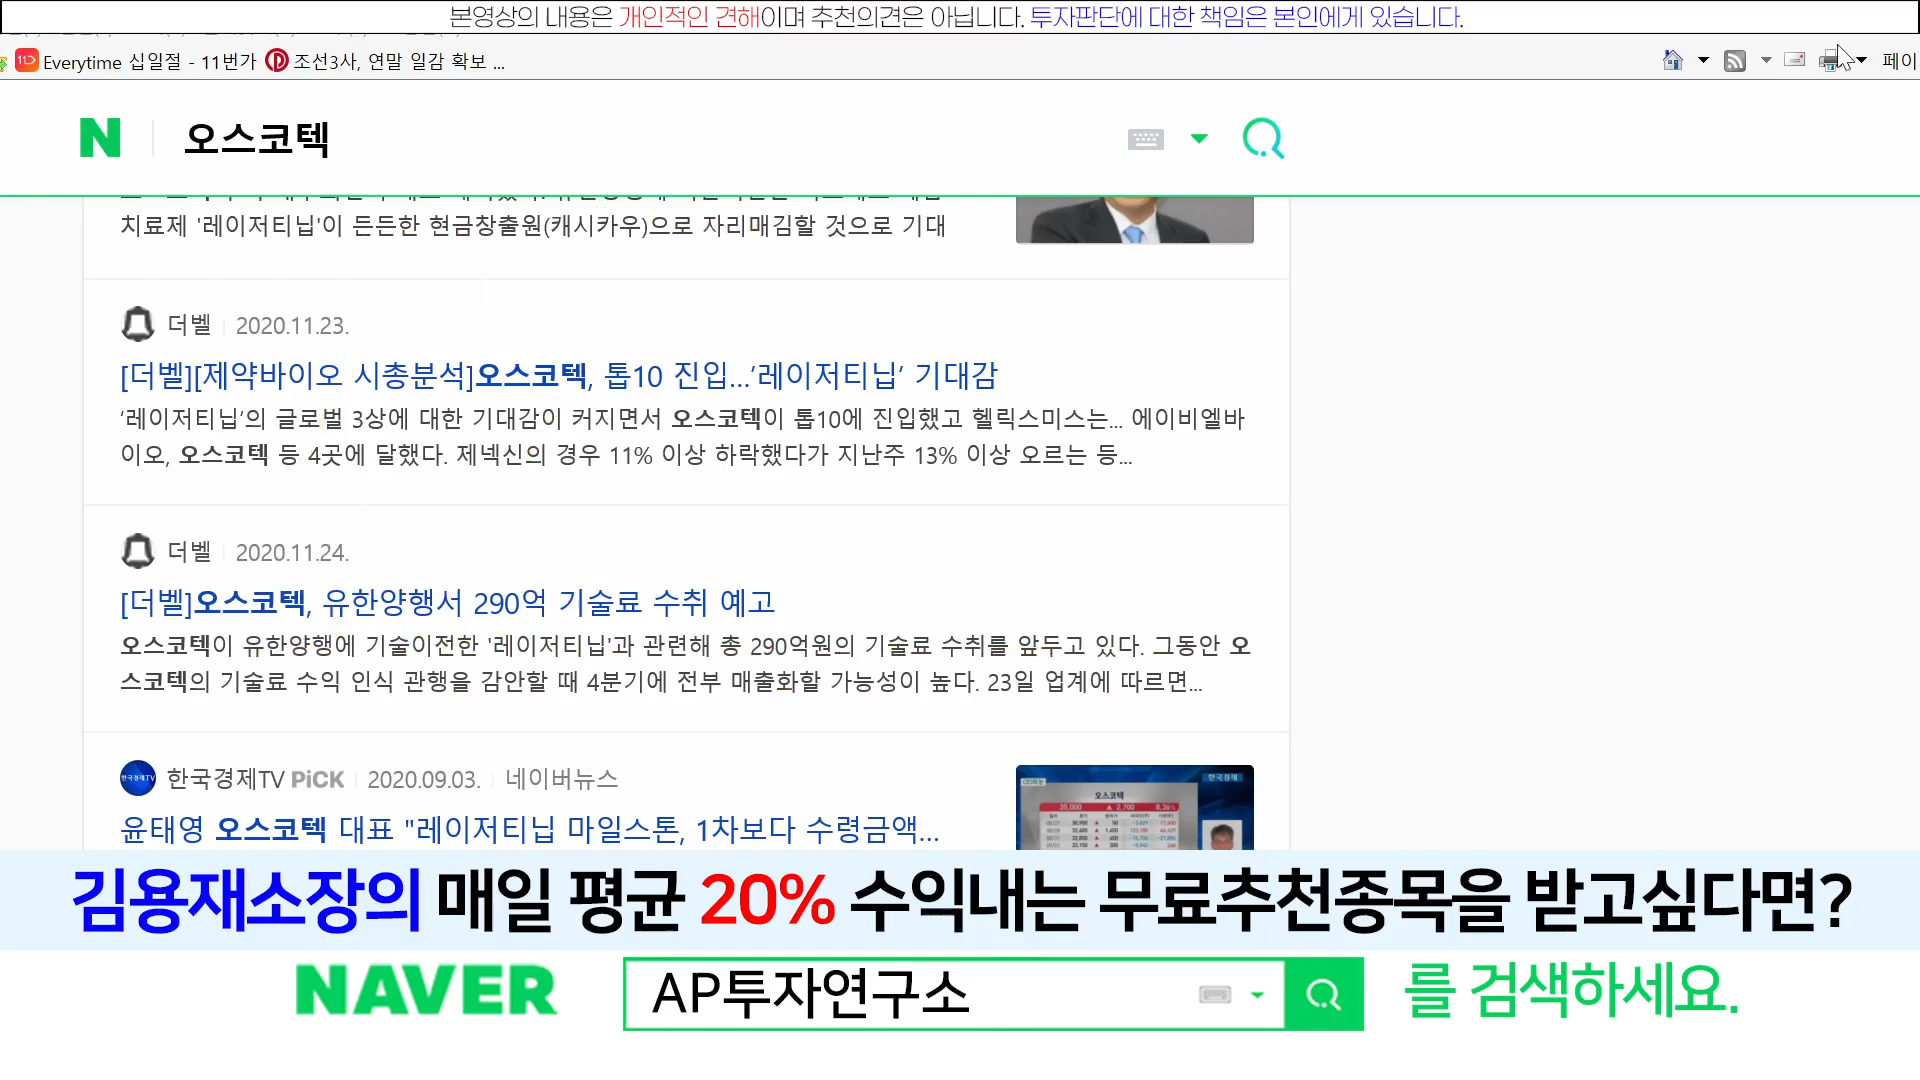 본영상의 내용은 개인적인 견해이며 추천의견은 아닙니다. 투자판단에 대한 책임은 본인에게 있습니다.
Everytime 십일절 - 11번가 조선3사, 연말 일감 확보 ... 페이
N 오스코텍
치료제 '레이저티닙'이 든든한 현금창출원(캐시카우)으로 자리매김할 것으로 기대
더벨 2020.11.23.
[더벨][제약바이오 시총분석]오스코텍, 톱10 진입...‘레이저티닙’ 기대감
‘레이저티닙’의 글로벌 3상에 대한 기대감이 커지면서 오스코텍이 톱10에 진입했고 헬릭스미스는... 에이비엘바
이오, 오스코텍 등 4곳에 달했다. 제넥신의 경우 11% 이상 하락했다가 지난주 13% 이상 오르는 등...
더벨 2020.11.24.
[더벨]오스코텍, 유한양행서 290억 기술료 수취 예고
오스코텍이 유한양행에 기술이전한 '레이저티닙'과 관련해 총 290억원의 기술료 수취를 앞두고 있다. 그동안 오
스코텍의 기술료 수익 인식 관행을 감안할 때 4분기에 전부 매출화할 가능성이 높다. 23일 업계에 따르면...
한국경제TV PiCK 2020.09.03. 네이버뉴스
윤태영 오스코텍 대표 "레이저티닙 마일스톤, 1차보다 수령금액...
오스코텍
35,000 ▲ 2,700 8.36%
김용재소장의 매일 평균 20% 수익내는 무료추천종목을 받고싶다면?
NAVER AP투자연구소 를 검색하세요.